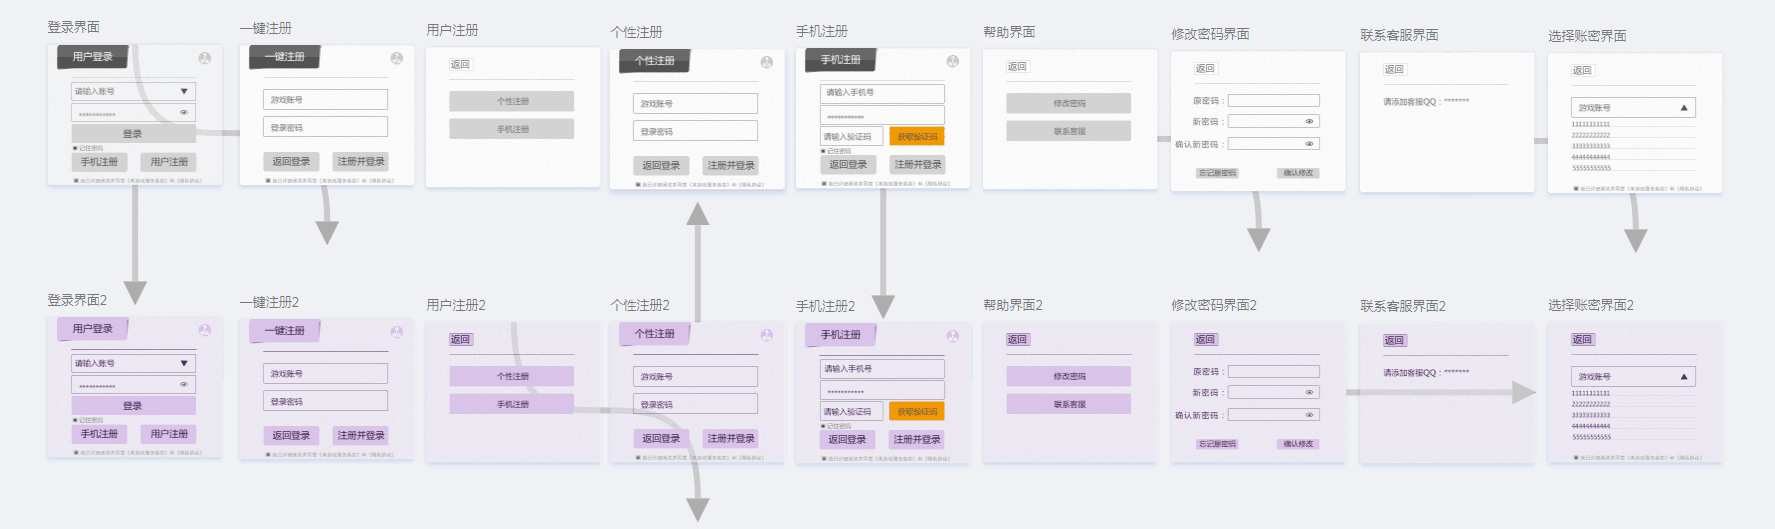 登录界面
用户登录
请输入账号
***********
登录
记住密码
手机注册 用户注册
一键注册
一键注册
游戏账号
登录密码
返回登录 注册并登录
用户注册
返回
个性注册
手机注册
个性注册
个性注册
游戏账号
登录密码
返回登录 注册并登录
手机注册
手机注册
请输入手机号
***********
请输入验证码 获取验证码
记住密码
返回登录 注册并登录
帮助界面
返回
修改密码
联系客服
修改密码界面
返回
原密码：
新密码：
确认新密码：
忘记原密码 确认修改
联系客服界面
返回
请添加客服QQ：*******
选择账密界面
返回
游戏账号
11111111111
22222222222
33333333333
44444444444
55555555555
登录界面2
用户登录
请输入账号
***********
登录
记住密码
手机注册 用户注册
一键注册2
一键注册
游戏账号
登录密码
返回登录 注册并登录
用户注册2
返回
个性注册
手机注册
个性注册2
个性注册
游戏账号
登录密码
返回登录 注册并登录
手机注册2
手机注册
请输入手机号
***********
请输入验证码 获取验证码
记住密码
返回登录 注册并登录
帮助界面2
返回
修改密码
联系客服
修改密码界面2
返回
原密码：
新密码：
确认新密码：
忘记原密码 确认修改
联系客服界面2
返回
请添加客服QQ：*******
选择账密界面2
返回
游戏账号
11111111111
22222222222
33333333333
44444444444
55555555555